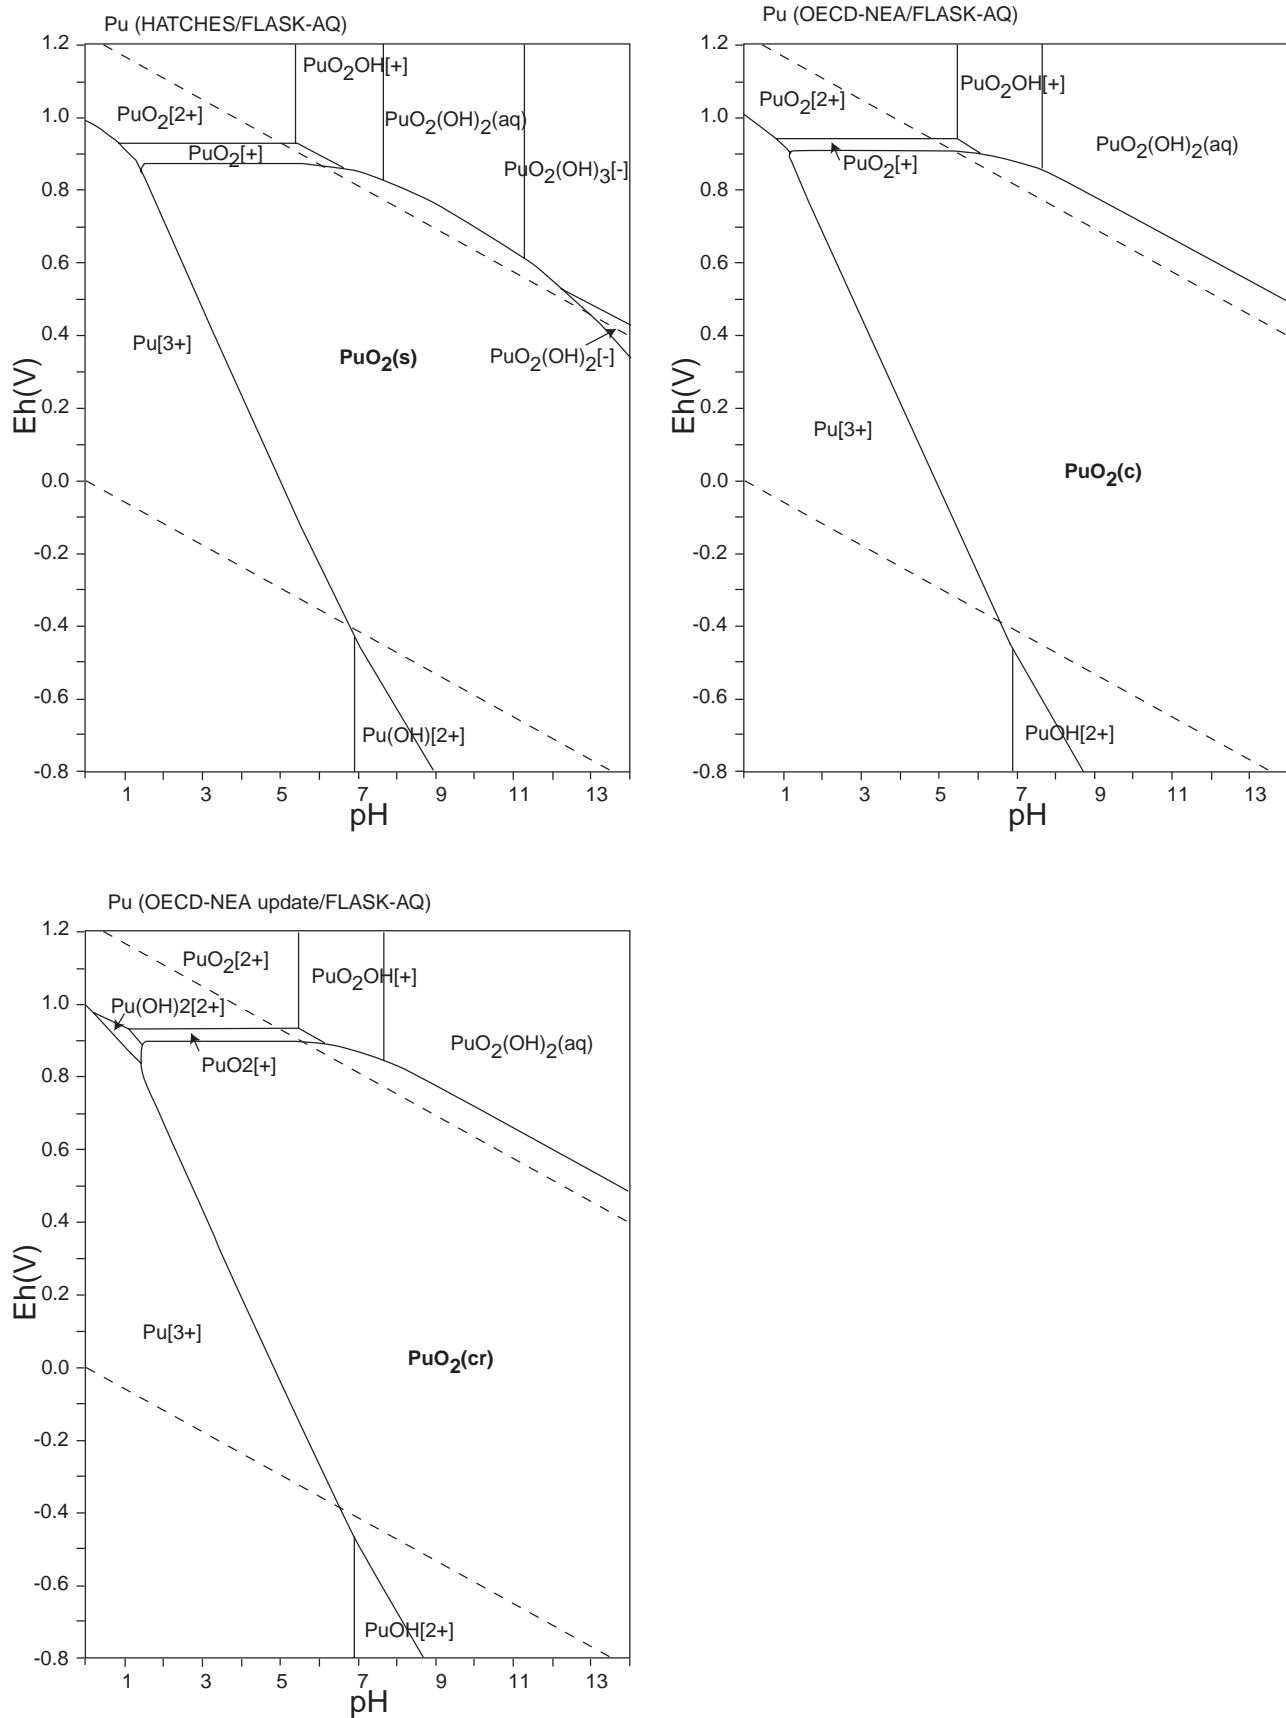 Pu (HATCHES/FLASK-AQ)
1.2
1.0
0.8
0.6
0.4
0.2
0.0
-0.2
-0.4
-0.6
-0.8
Eh(V)
PuO2OH[+]
PuO2[2+]
PuO2(OH)2(aq)
PuO2[+]
PuO2(OH)3[-]
Pu[3+]
PuO2(s)
PuO2(OH)2[-]
Pu(OH)[2+]
1 3 5 7 9 11 13
pH
Pu (OECD-NEA/FLASK-AQ)
1.2
1.0
0.8
0.6
0.4
0.2
0.0
-0.2
-0.4
-0.6
-0.8
Eh(V)
PuO2OH[+]
PuO2[2+]
PuO2(OH)2(aq)
PuO2[+]
Pu[3+]
PuO2(c)
PuOH[2+]
1 3 5 7 9 11 13
pH
Pu (OECD-NEA update/FLASK-AQ)
1.2
1.0
0.8
0.6
0.4
0.2
0.0
-0.2
-0.4
-0.6
-0.8
Eh(V)
PuO2[2+]
PuO2OH[+]
Pu(OH)2[2+]
PuO2(OH)2(aq)
PuO2[+]
Pu[3+]
PuO2(cr)
PuOH[2+]
1 3 5 7 9 11 13
pH